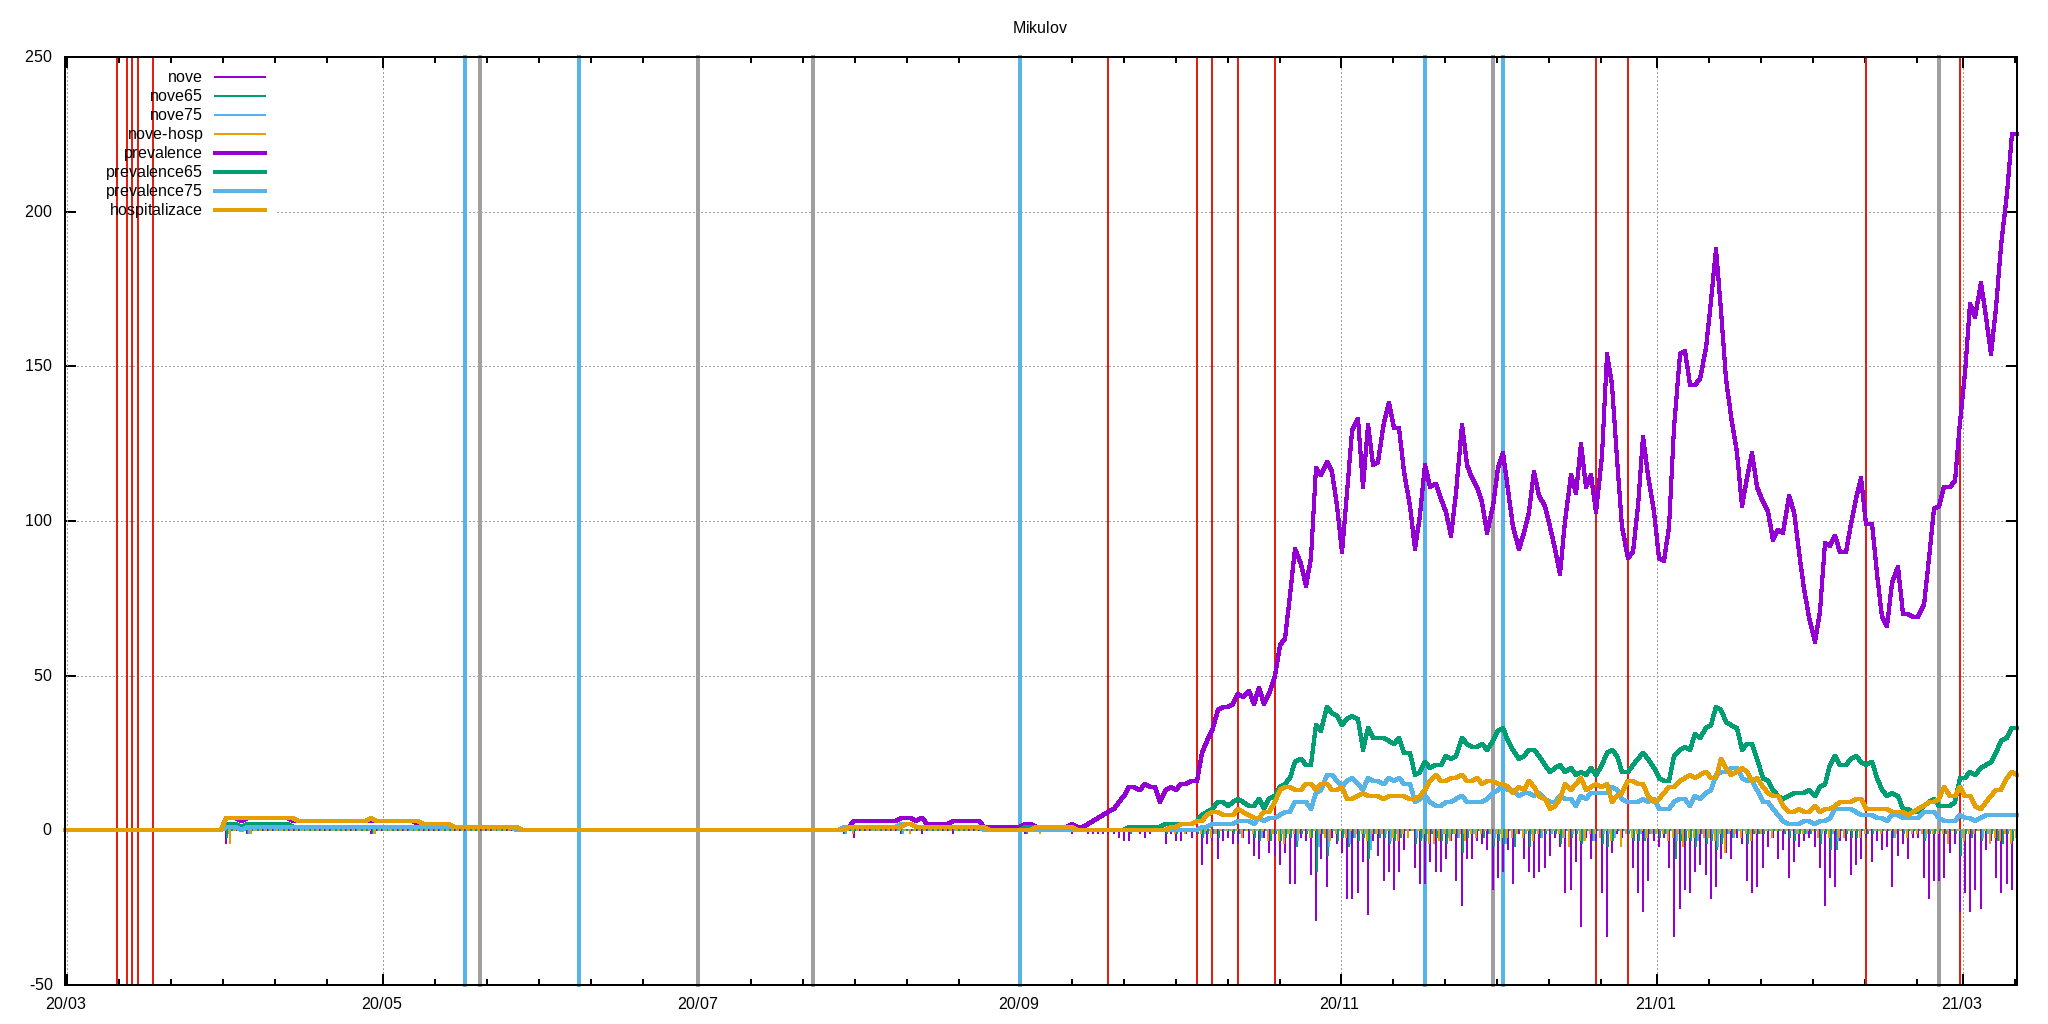 Mikulov
250
200
150
100
50
0
-50
nove
nove65
nove75
nove-hosp
prevalence
prevalence65
prevalence75
hospitalizace
20/03 20/05 20/07 20/09 20/11 21/01 21/03